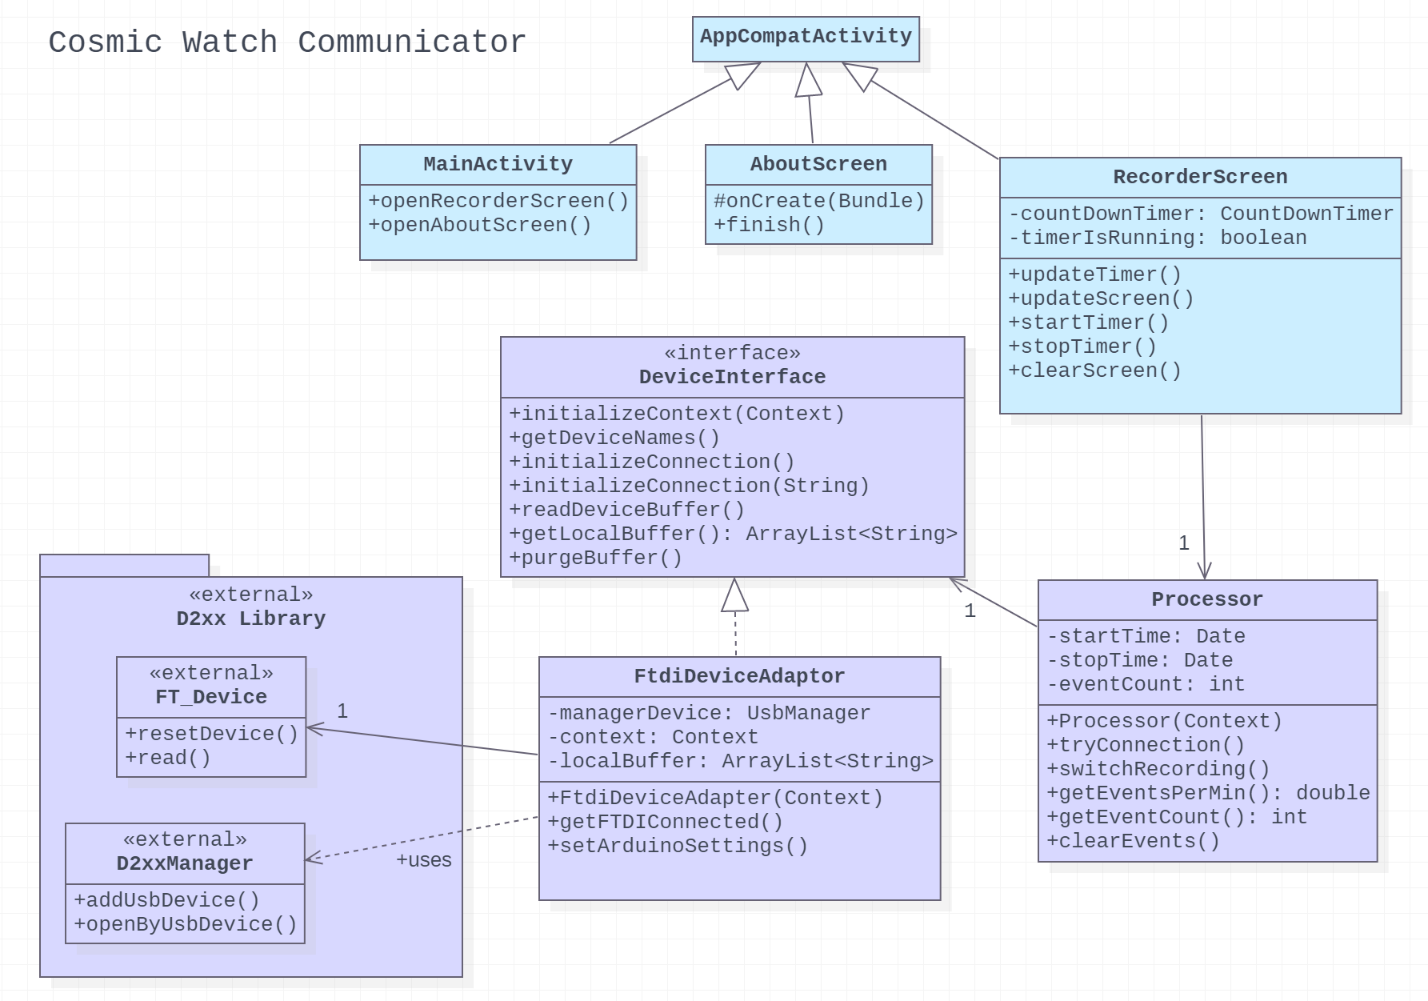 Cosmic Watch Communicator
AppCompatActivity
MainActivity
+openRecorderScreen()
+openAboutScreen()
AboutScreen
#onCreate(Bundle)
+finish()
RecorderScreen
-countDownTimer: CountDownTimer
-timerIsRunning: boolean
+updateTimer()
+updateScreen()
+startTimer()
+stopTimer()
+clearScreen()
«interface»
DeviceInterface
+initializeContext(Context)
+getDeviceNames()
+initializeConnection()
+initializeConnection(String)
+readDeviceBuffer()
+getLocalBuffer(): ArrayList<String>
+purgeBuffer()
1
1
Processor
-startTime: Date
-stopTime: Date
-eventCount: int
+Processor(Context)
+tryConnection()
+switchRecording()
+getEventsPerMin(): double
+getEventCount(): int
+clearEvents()
«external»
D2xx Library
«external»
FT_Device
+resetDevice()
+read()
1
«external»
D2xxManager
+addUsbDevice()
+openByUsbDevice()
+uses
FtdiDeviceAdaptor
-managerDevice: UsbManager
-context: Context
-localBuffer: ArrayList<String>
+FtdiDeviceAdapter(Context)
+getFTDIConnected()
+setArduinoSettings()